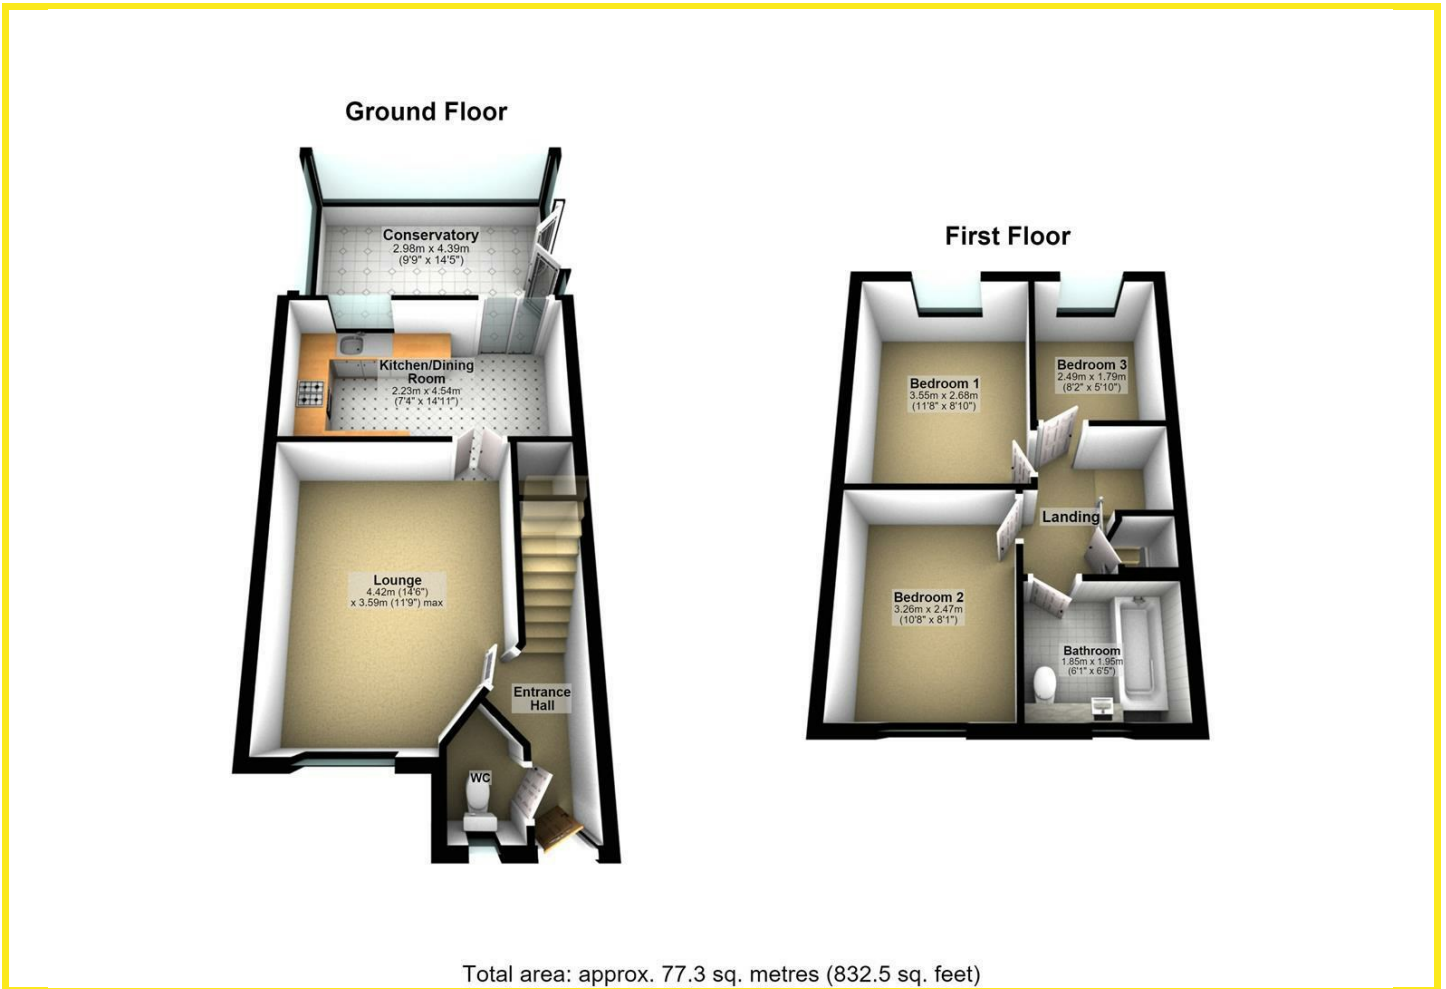 Ground Floor
Conservatory
2.98m x 4.39m
(9'9" x 14'5")
Kitchen/Dining
Room
2.23m x 4.54m
(7'4" x 14'11")
Lounge
4.42m (14'6")
x 3.59m (11'9") max
Entrance
Hall
WC
First Floor
Bedroom 1
3.55m x 2.68m
(11'8" x 8'10")
Bedroom 3
2.49m x 1.79m
(8'2" x 5'10")
Landing
Bedroom 2
3.26m x 2.47m
(10'8" x 8'1")
Bathroom
1.85m x 1.95m
(6'1" x 6'5")
Total area: approx. 77.3 sq. metres (832.5 sq. feet)